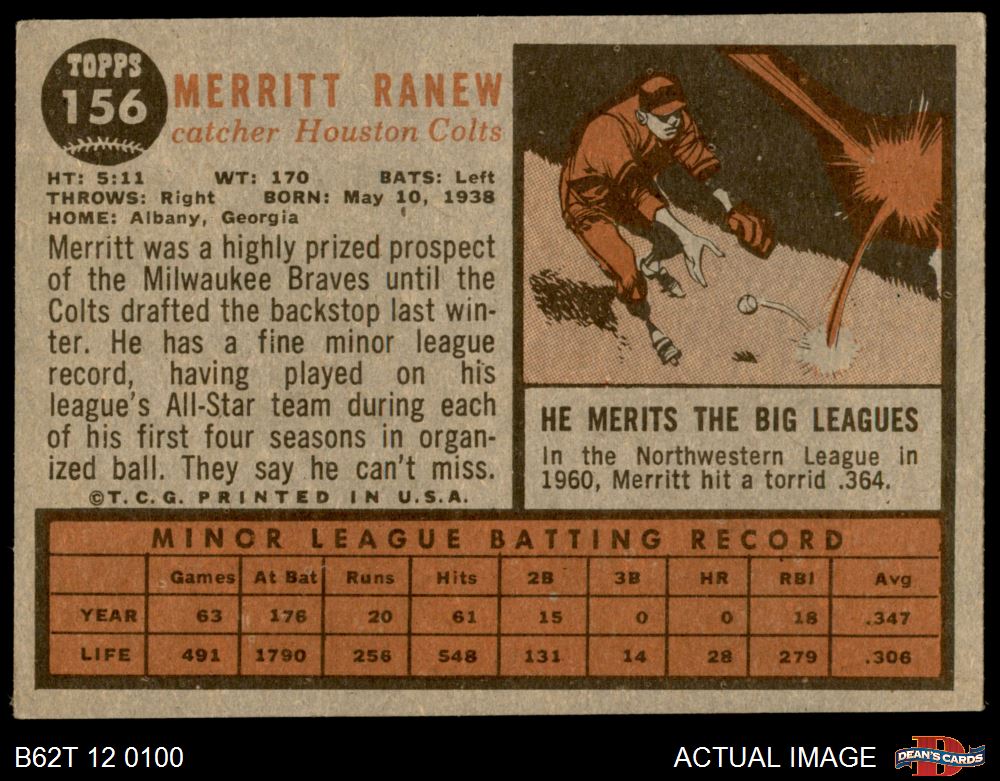 TOPPS
156
MERRITT RANEW
catcher Houston Colts
HT: 5:11 WT: 170 BATS: Left
THROWS: Right BORN: May 10, 1938
HOME: Albany, Georgia
Merritt was a highly prized prospect
of the Milwaukee Braves until the
Colts drafted the backstop last win-
ter. He has a fine minor league
record, having played on his
league's All-Star team during each
of his first four seasons in organ-
ized ball. They say he can't miss.
©T.C.G. PRINTED IN U.S.A.
HE MERITS THE BIG LEAGUES
In the Northwestern League in
1960, Merritt hit a torrid .364.
MINOR LEAGUE BATTING RECORD
Games At Bat Runs Hits 2B 3B HR RBI Avg
YEAR 63 176 20 61 15 0 0 18 .347
LIFE 491 1790 256 548 131 14 28 279 .306
B62T 12 0100
ACTUAL IMAGE
D
DEAN'S CARDS